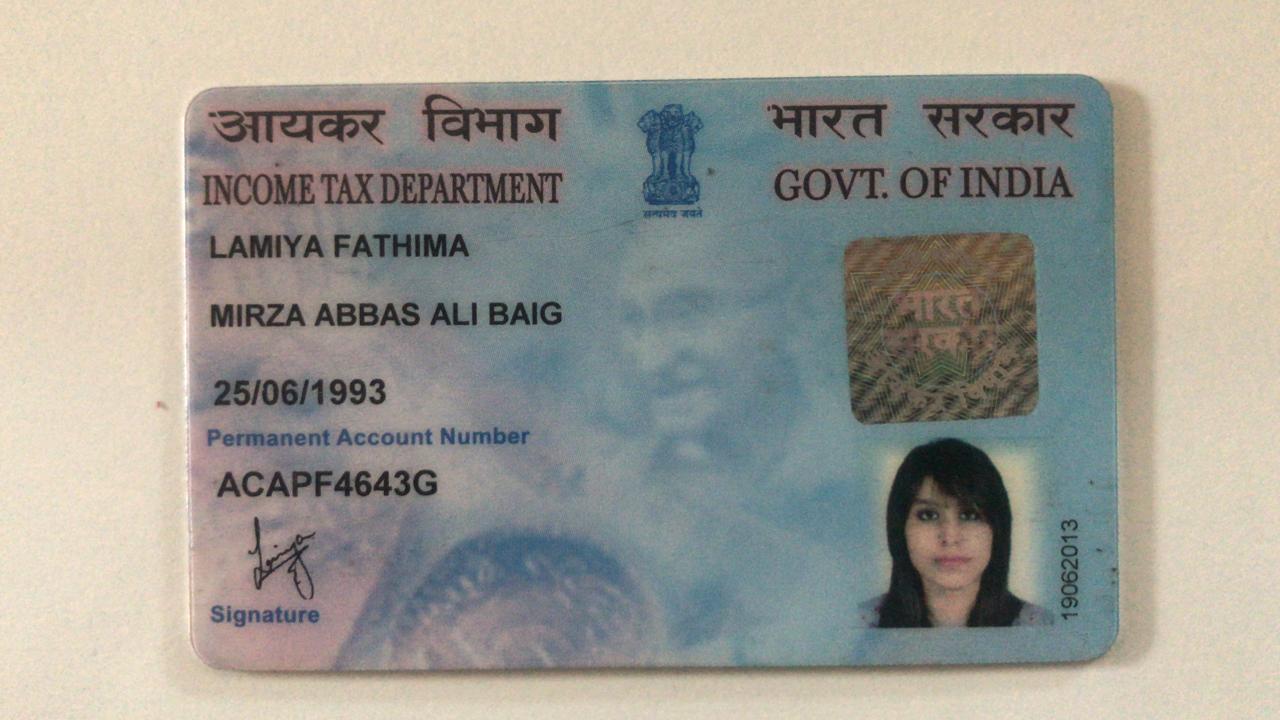 आयकर विभाग
भारत सरकार
INCOME TAX DEPARTMENT
GOVT. OF INDIA
सत्यमेव जयते
LAMIYA FATHIMA
MIRZA ABBAS ALI BAIG
भारत
25/06/1993
Permanent Account Number
ACAPF4643G
Signature
19062013